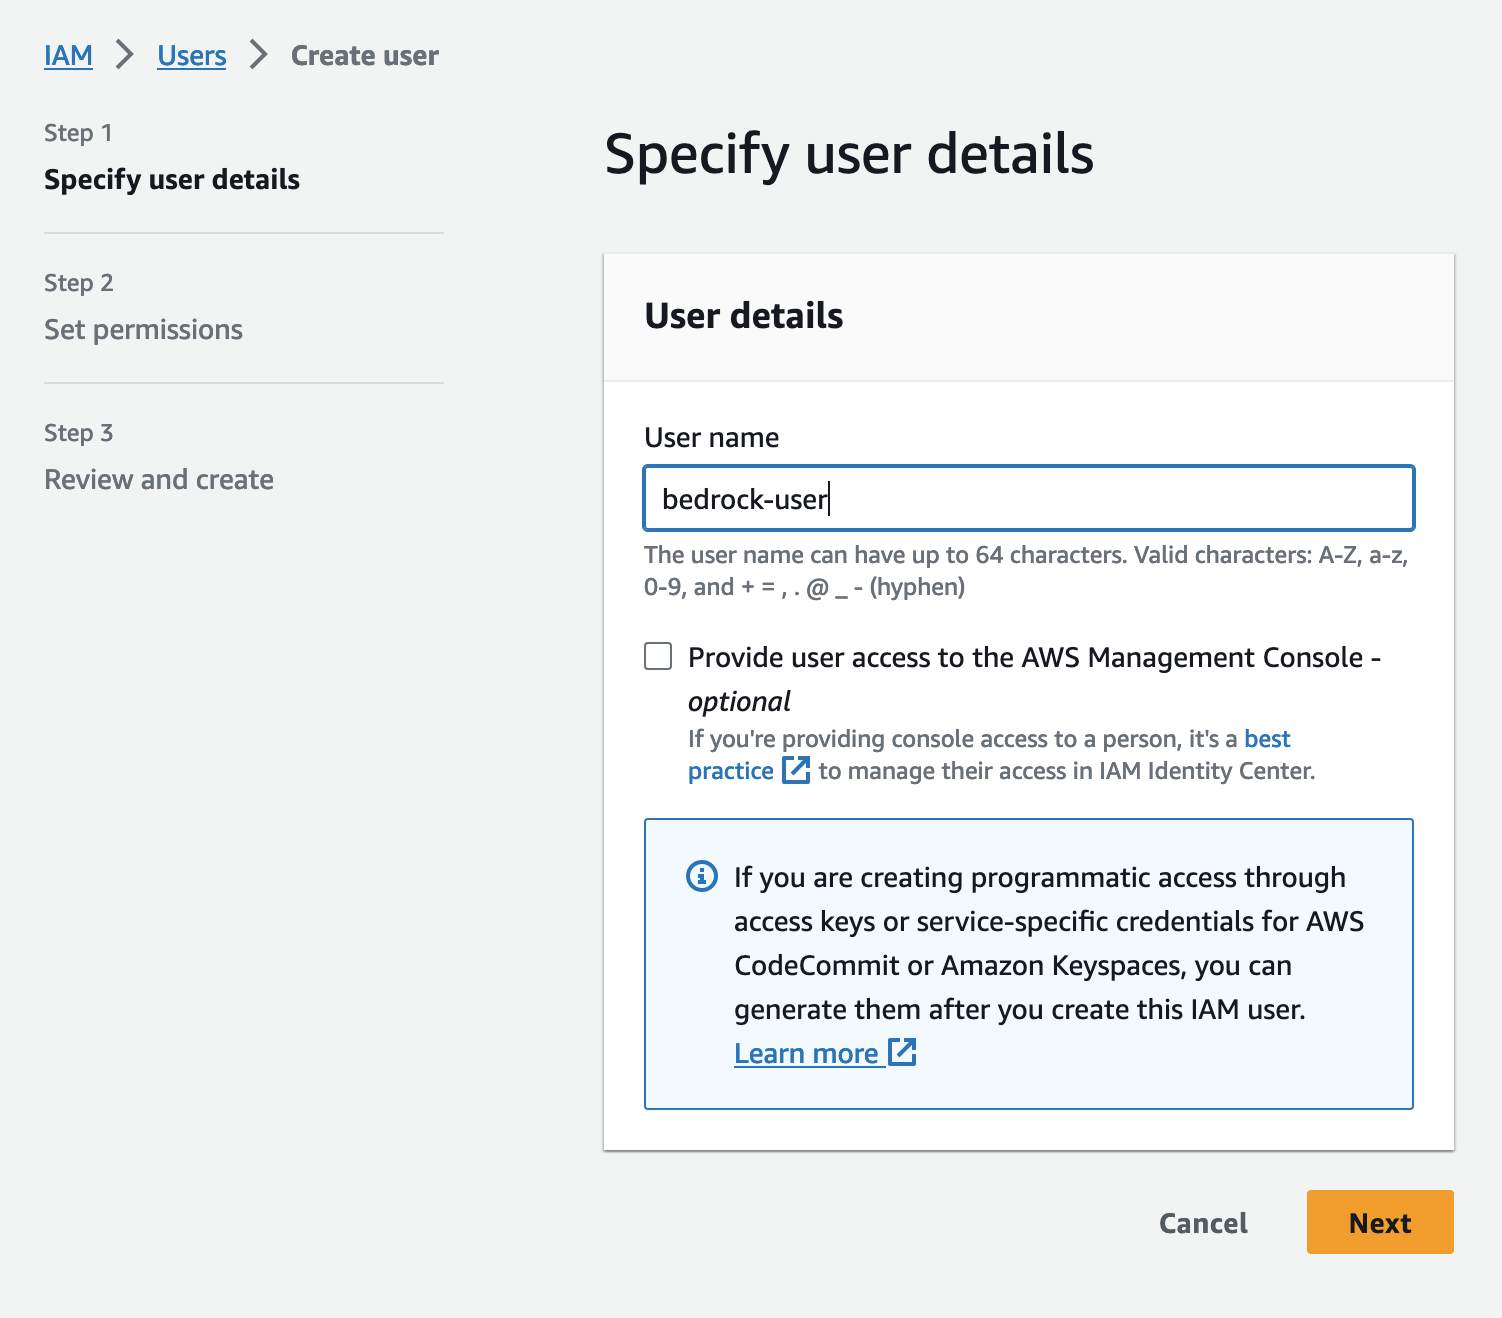 IAM > Users > Create user
Step 1
Specify user details
Step 2
Set permissions
Step 3
Review and create
Specify user details
User details
User name
bedrock-user
The user name can have up to 64 characters. Valid characters: A-Z, a-z,
0-9, and + = , . @ _ - (hyphen)
Provide user access to the AWS Management Console -
optional
If you're providing console access to a person, it's a best
practice to manage their access in IAM Identity Center.
If you are creating programmatic access through
access keys or service-specific credentials for AWS
CodeCommit or Amazon Keyspaces, you can
generate them after you create this IAM user.
Learn more
Cancel
Next